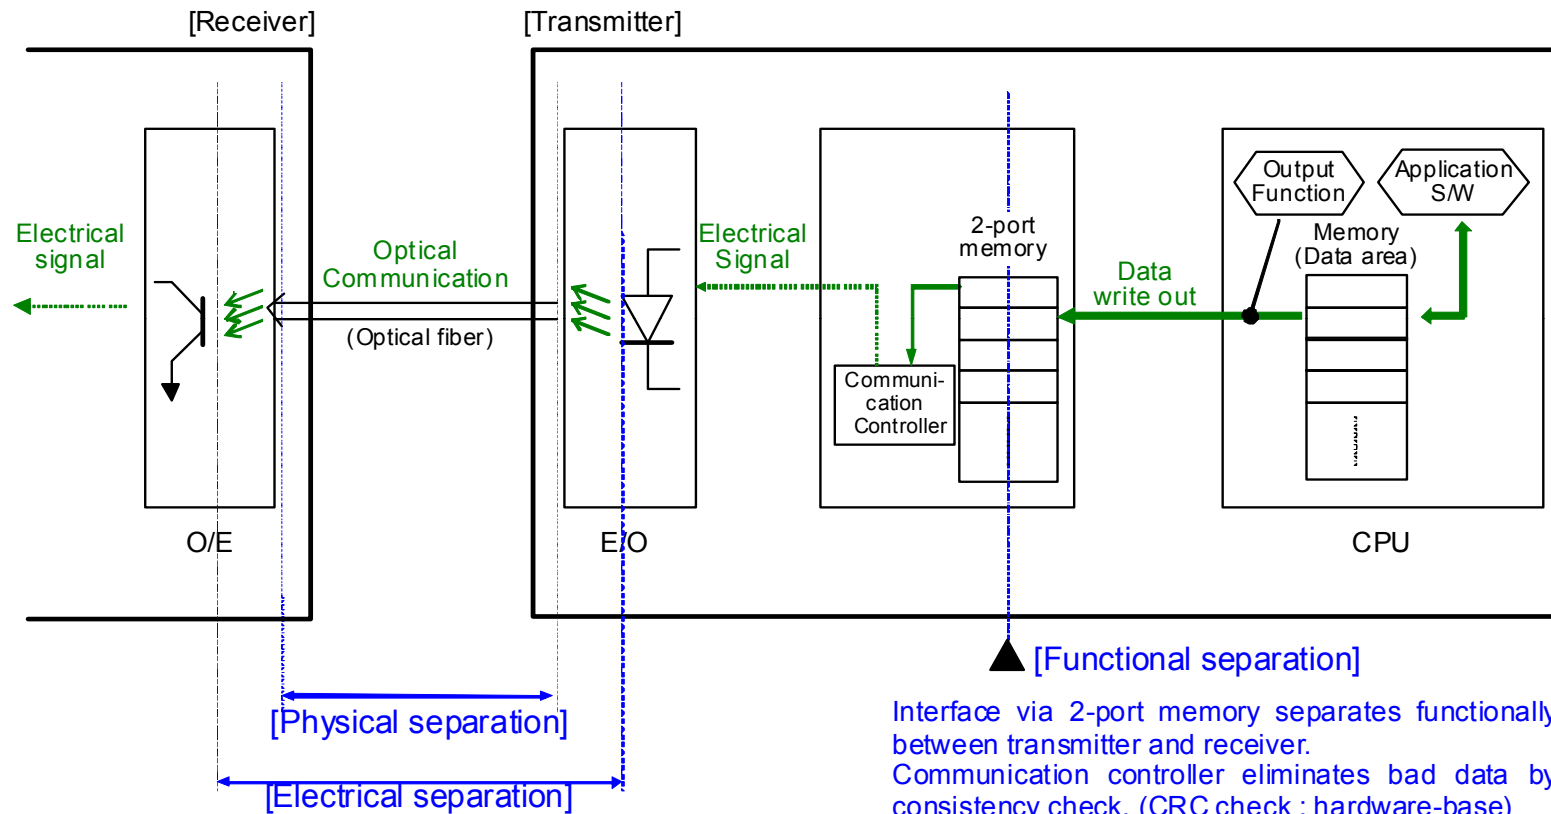 [Receiver]
[Transmitter]
Electrical
signal
Optical
Communication
(Optical fiber)
Electrical
Signal
2-port
memory
Communi-
cation
Controller
Data
write out
Output
Function
Application
S/W
Memory
(Data area)
O/E
E/O
CPU
[Functional separation]
[Physical separation]
[Electrical separation]
Interface via 2-port memory separates functionally
between transmitter and receiver.
Communication controller eliminates bad data by
consistency check. (CRC check : hardware-base)